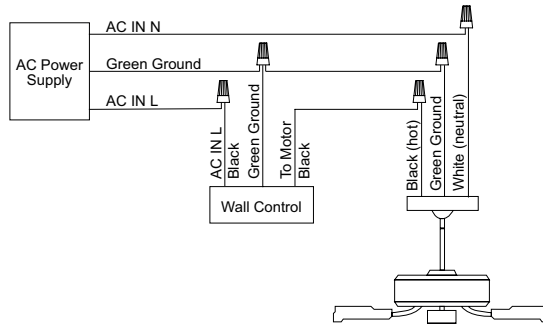 AC IN N
AC Power
Supply
Green Ground
AC IN L
AC IN L
Black
Green Ground
To Motor
Black
Black (hot)
Green Ground
White (neutral)
Wall Control